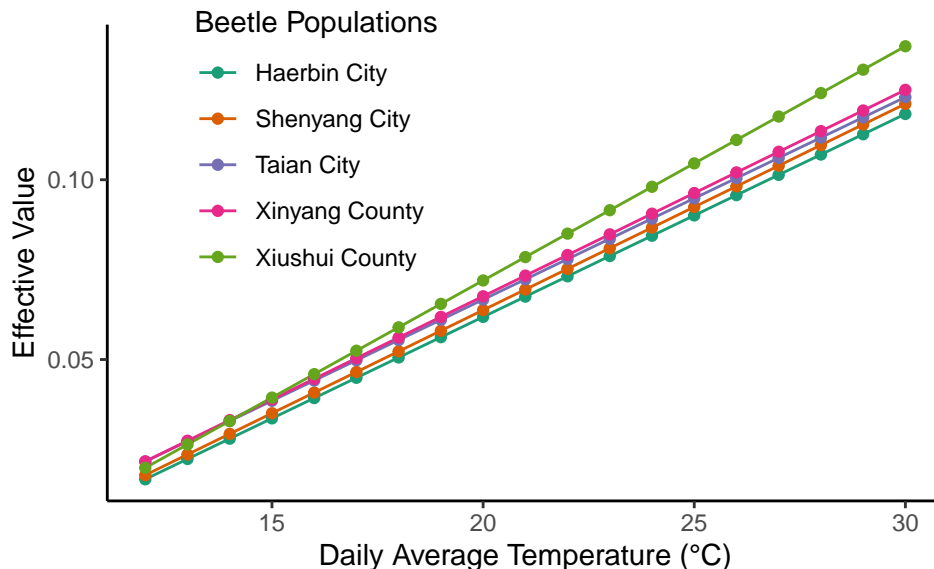 Beetle Populations
Haerbin City
Shenyang City
Taian City
Xinyang County
Xiushui County
Effective Value
0.10
0.05
15
20
25
30
Daily Average Temperature (°C)